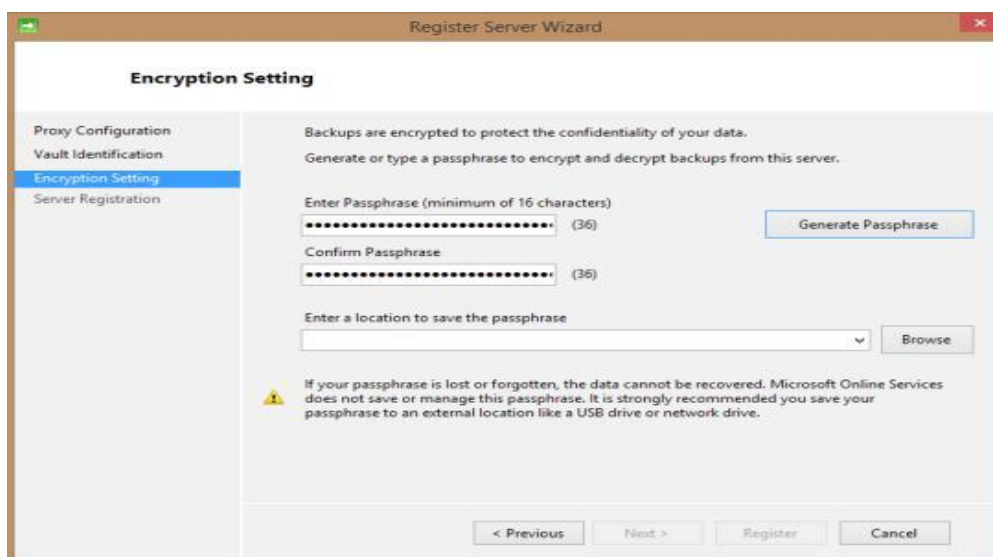 Register Server Wizard
Encryption Setting
Proxy Configuration
Vault Identification
Encryption Setting
Server Registration
Backups are encrypted to protect the confidentiality of your data.
Generate or type a passphrase to encrypt and decrypt backups from this server.
Enter Passphrase (minimum of 16 characters)
(36)
Generate Passphrase
Confirm Passphrase
(36)
Enter a location to save the passphrase
Browse
If your passphrase is lost or forgotten, the data cannot be recovered. Microsoft Online Services
does not save or manage this passphrase. It is strongly recommended you save your
passphrase to an external location like a USB drive or network drive.
< Previous
Next >
Register
Cancel